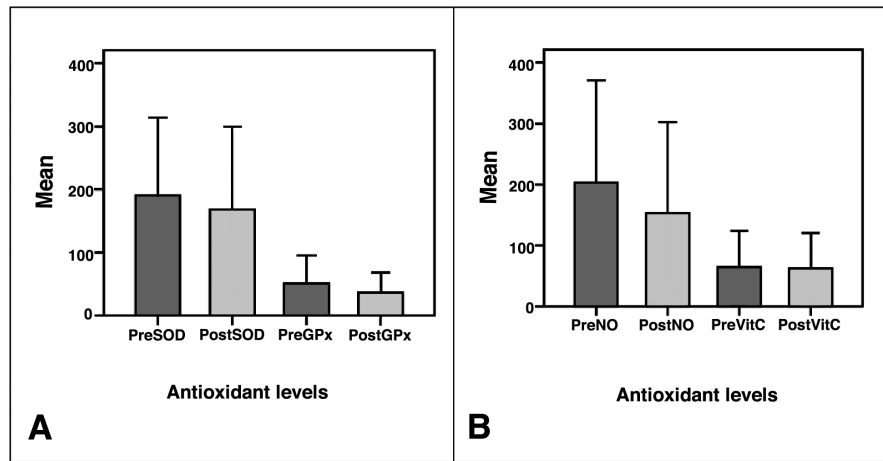 400
300
200
100
0
Mean
PreSOD PostSOD PreGPx PostGPx
Antioxidant levels
A
400
300
200
100
0
Mean
PreNO PostNO PreVitC PostVitC
Antioxidant levels
B